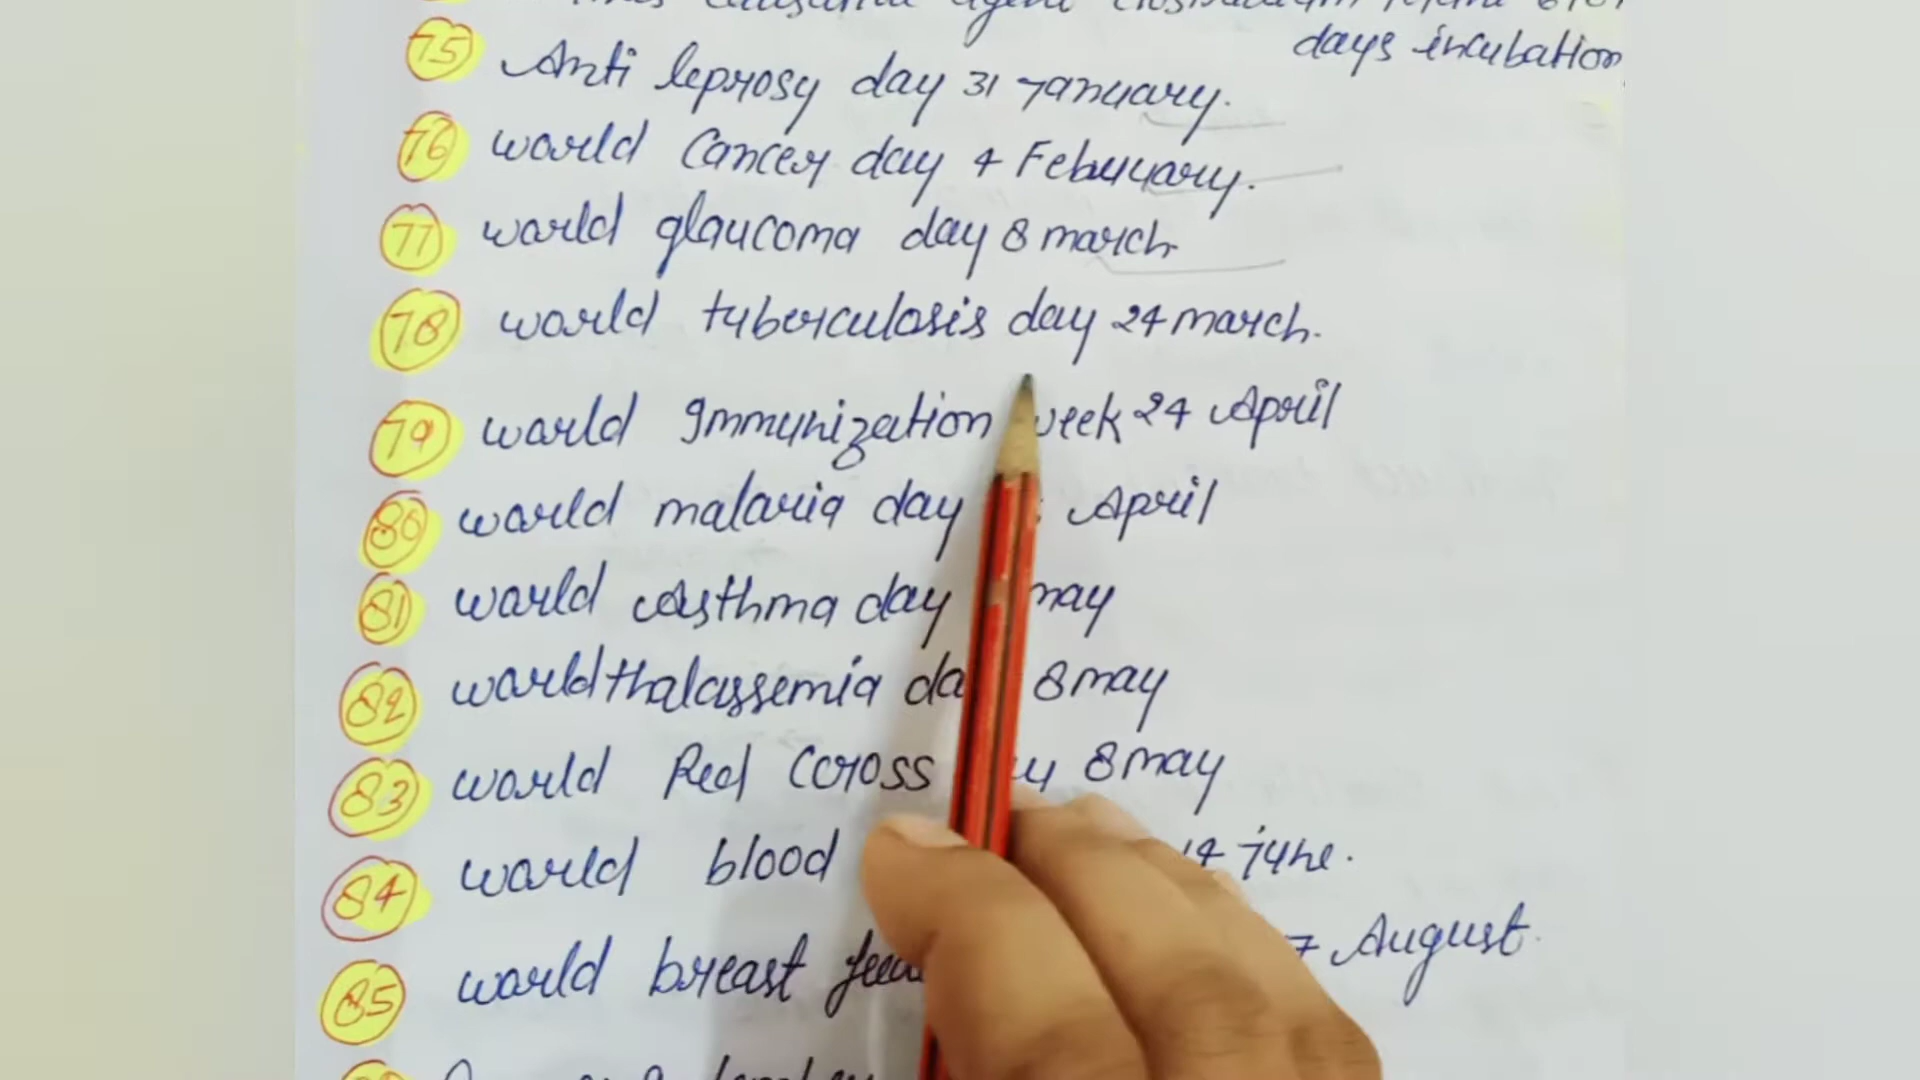 days incubation
75 Anti leprosy day 31 January.
76 world Cancer day 4 Febuuary.
77 world glaucoma day 8 march
78 world tuberculosis day 24 march.
79 world Immunization week 24 April
80 world malaria day April
81 world Asthma day may
82 world thalassemia day 8 may
83 world Red Cross 8 may
84 world blood 14 june.
85 world breast 7 August.